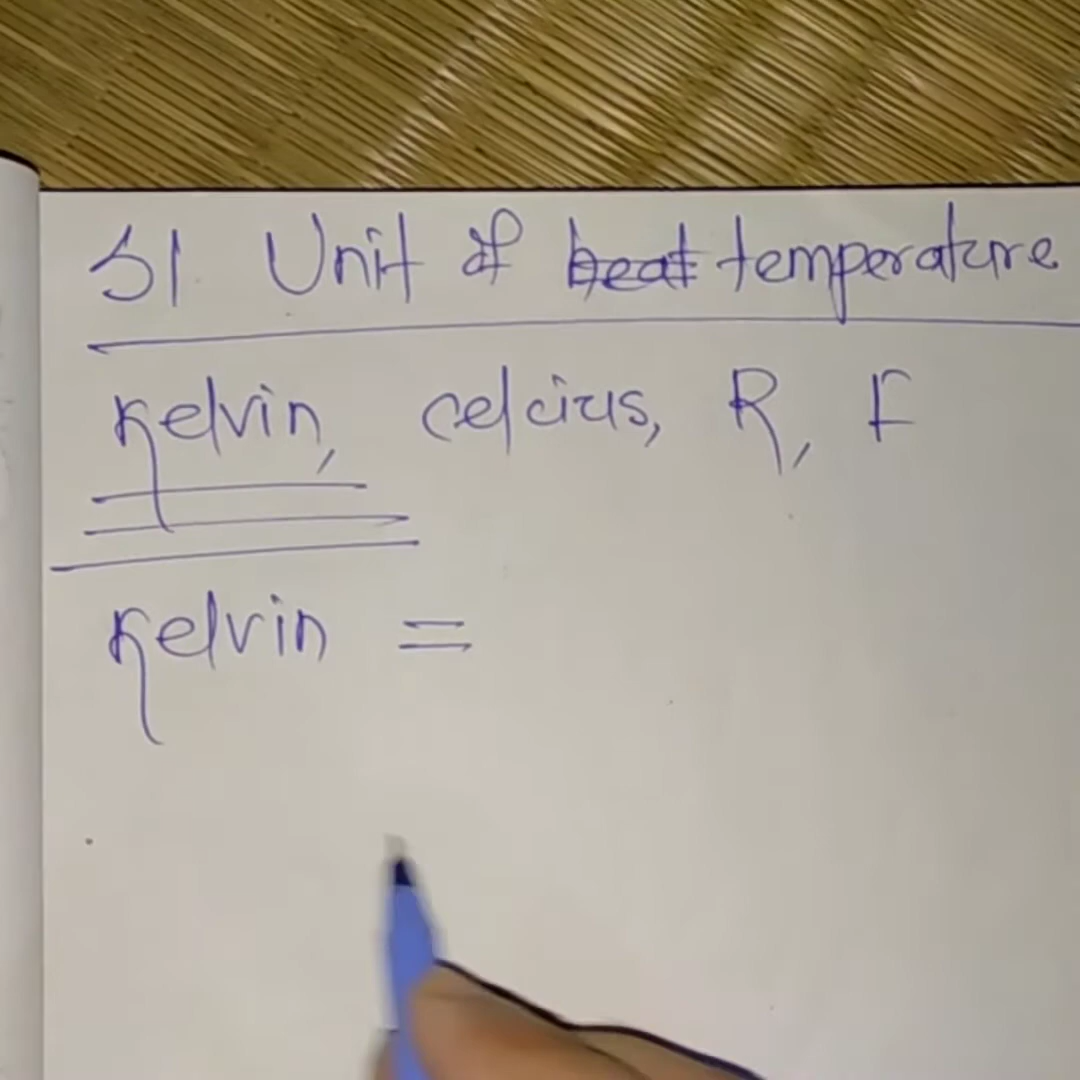 SI Unit of heat temperature
Kelvin, celcius, R, F
Kelvin =